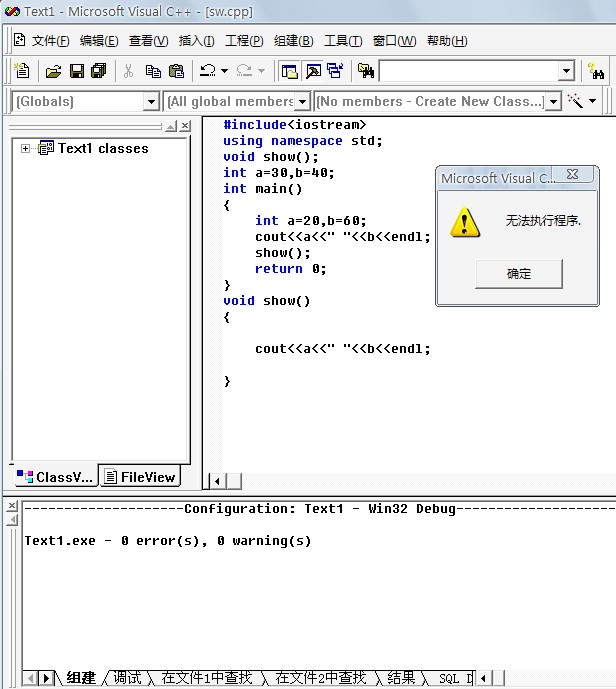 Text1 - Microsoft Visual C++ - [sw.cpp]
文件(F) 编辑(E) 查看(V) 插入(I) 工程(P) 组建(B) 工具(T) 窗口(W) 帮助(H)
(Globals) (All global members (No members - Create New Class...)
Text1 classes
#include<iostream>
using namespace std;
void show();
int a=30,b=40;
int main()
{
int a=20,b=60;
cout<<a<<" "<<b<<endl;
show();
return 0;
}
void show()
{
cout<<a<<" "<<b<<endl;
}
Microsoft Visual C...
无法执行程序.
确定
ClassV... FileView
--------------------Configuration: Text1 - Win32 Debug--------------------
Text1.exe - 0 error(s), 0 warning(s)
组建 调试 在文件1中查找 在文件2中查找 结果 SQL D